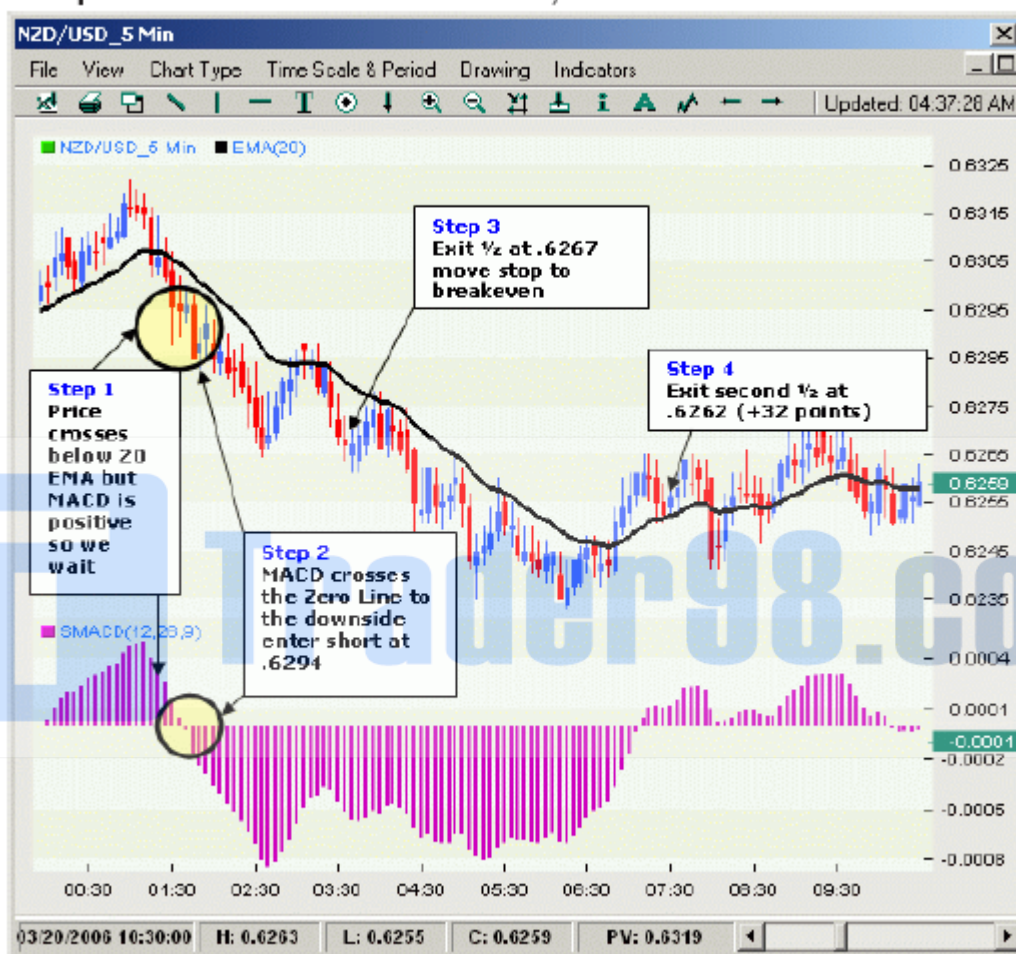 NZD/USD_5 Min
File View Chart Type Time Scale & Period Drawing Indicators
Updated: 04:37:28 AM
NZD/USD_5 Min EMA(20)
0.6325
0.6315
0.6305
0.6295
0.6295
0.6275
0.6265
0.6259
0.6255
0.6245
0.6235
Step 3
Exit ½ at .6267
move stop to
breakeven
Step 4
Exit second ½ at
.6262 (+32 points)
Step 1
Price
crosses
below 20
EMA but
MACD is
positive
so we
wait
Step 2
MACD crosses
the Zero Line to
the downside
enter short at
.6294
Trader98.co
SMACD(12,26,9)
0.0004
0.0001
-0.0001
-0.0002
-0.0005
-0.0008
00:30 01:30 02:30 03:30 04:30 05:30 06:30 07:30 08:30 09:30
03/20/2006 10:30:00 H: 0.6263 L: 0.6255 C: 0.6259 PV: 0.6319